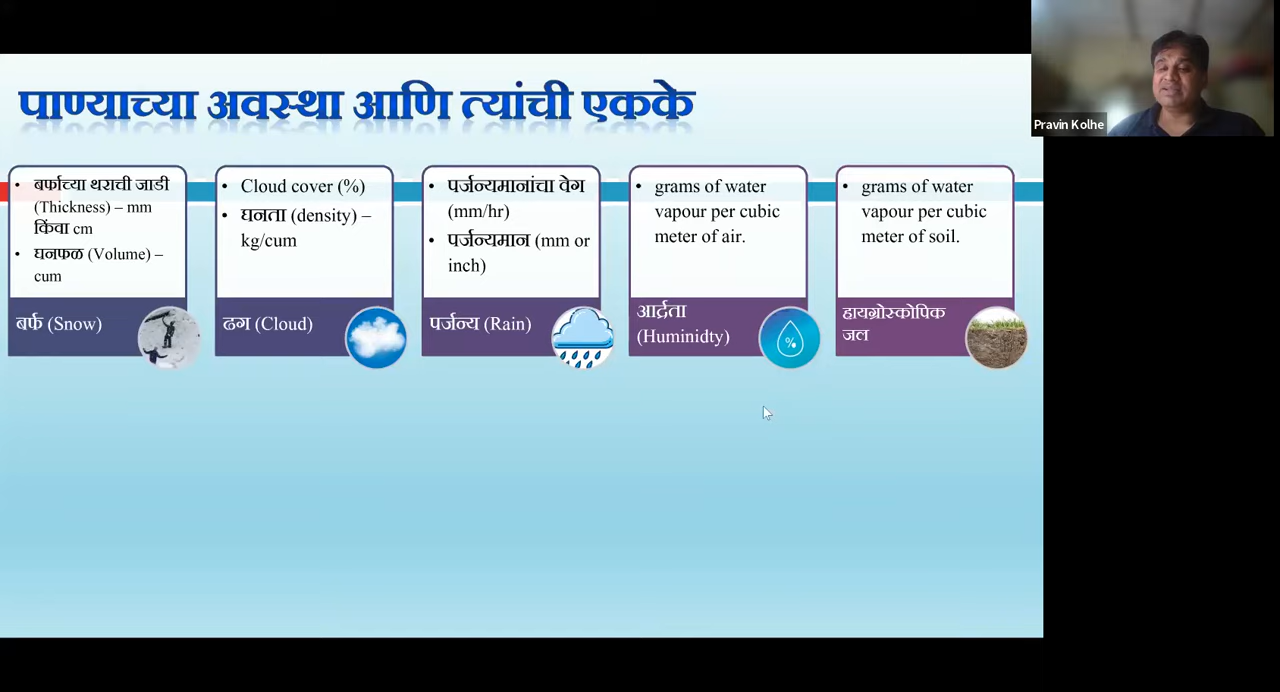 पाण्याच्या अवस्था आणि त्यांची एकके
Pravin Kolhe
• बर्फाच्या थराची जाडी
(Thickness) – mm
किंवा cm
• घनफळ (Volume) –
cum
बर्फ (Snow)
• Cloud cover (%)
• घनता (density) –
kg/cum
ढग (Cloud)
• पर्जन्यमानांचा वेग
(mm/hr)
• पर्जन्यमान (mm or
inch)
पर्जन्य (Rain)
• grams of water
vapour per cubic
meter of air.
आर्द्रता
(Huminidty)
%
• grams of water
vapour per cubic
meter of soil.
हायग्रोस्कोपिक
जल